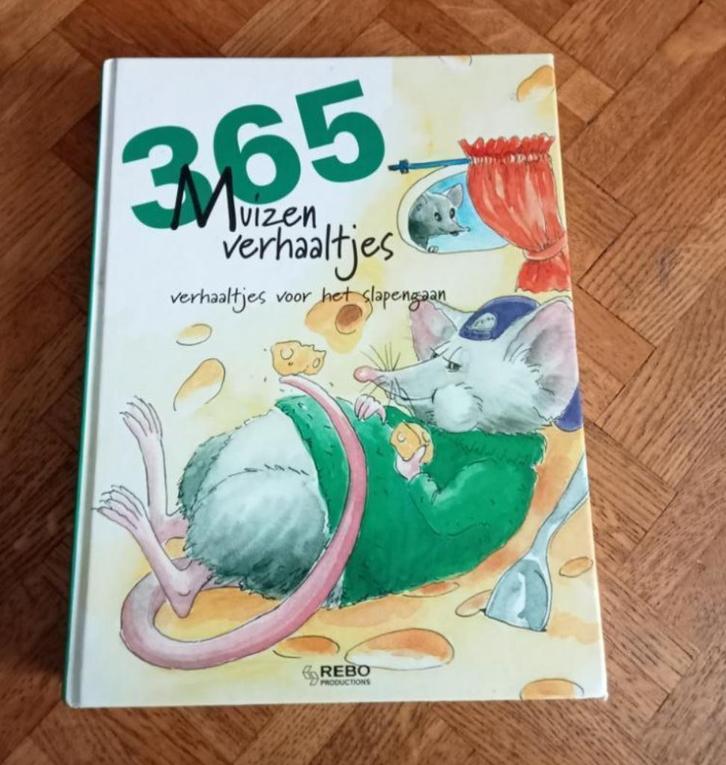 365
Muizen
verhaaltjes
verhaaltjes voor het slapengaan
REBO
PRODUCTIONS